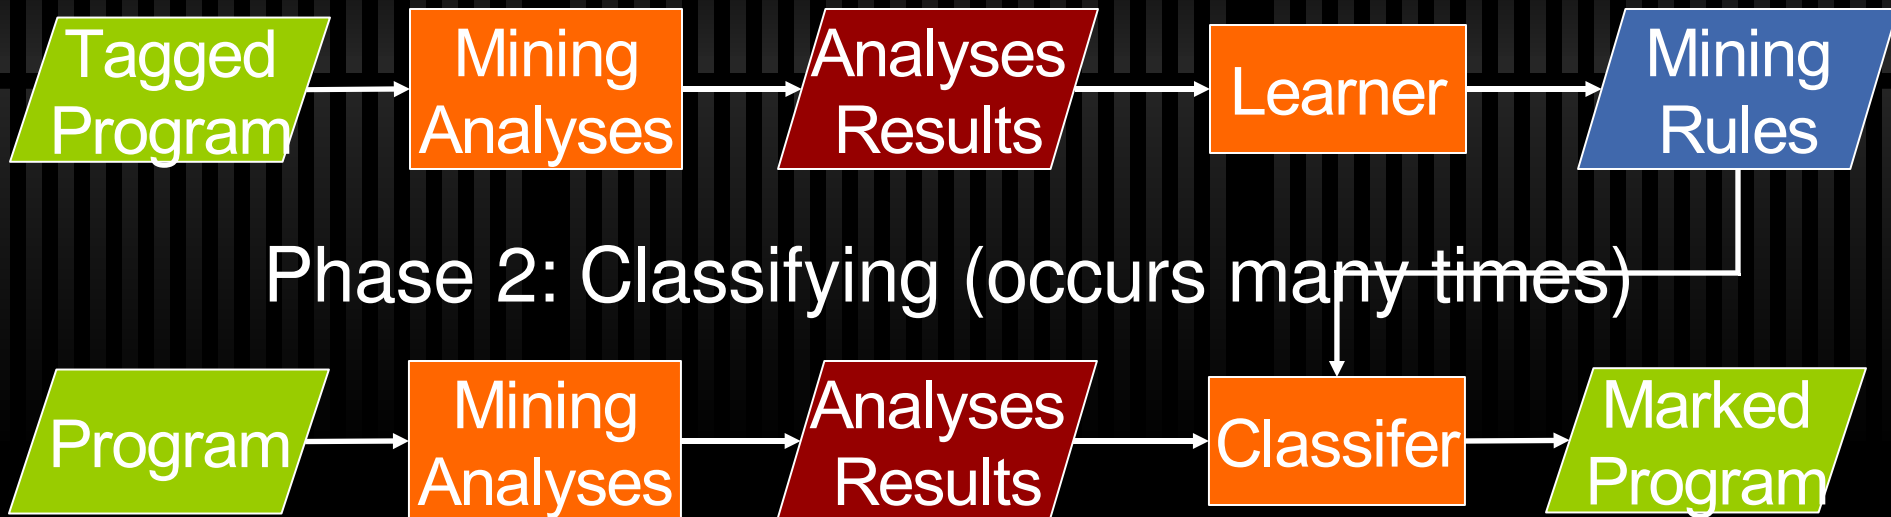 Tagged
Program
Mining
Analyses
Analyses
Results
Learner
Mining
Rules
Phase 2: Classifying (occurs many times)
Program
Mining
Analyses
Analyses
Results
Classifer
Marked
Program